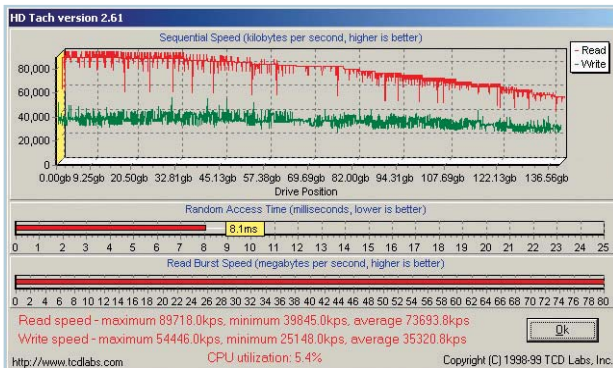 HD Tach version 2.61
Sequential Speed (kilobytes per second, higher is better)
Read
Write
80,000
60,000
40,000
20,000
0
0.00gb 9.25gb 20.50gb 32.81gb 45.13gb 57.38gb 69.69gb 82.00gb 94.31gb 107.69gb 122.13gb 136.56gb
Drive Position
Random Access Time (milliseconds, lower is better)
8.1ms
0 1 2 3 4 5 6 7 8 9 10 11 12 13 14 15 16 17 18 19 20 21 22 23 24 25
Read Burst Speed (megabytes per second, higher is better)
0 2 4 6 8 10 12 14 16 18 20 22 24 26 28 30 32 34 36 38 40 42 44 46 48 50 52 54 56 58 60 62 64 66 68 70 72 74 76 78 80
Read speed - maximum 89718.0kps, minimum 39845.0kps, average 73693.8kps
Write speed - maximum 54446.0kps, minimum 25148.0kps, average 35320.8kps
CPU utilization: 5.4%
Ok
http://www.tcdlabs.com
Copyright (C) 1998-99 TCD Labs, Inc.